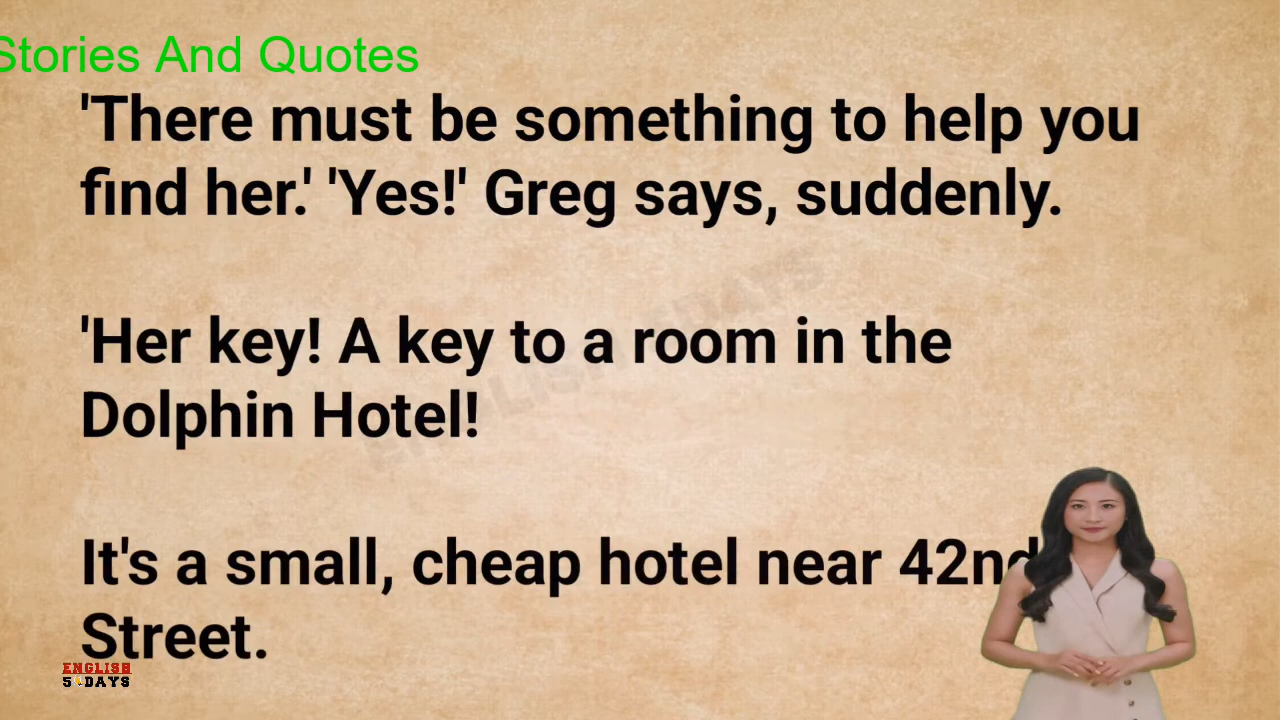 Stories And Quotes
'There must be something to help you
find her.' 'Yes!' Greg says, suddenly.
'Her key! A key to a room in the
Dolphin Hotel!
It's a small, cheap hotel near 42nd
Street.
ENGLISH
5 DAYS